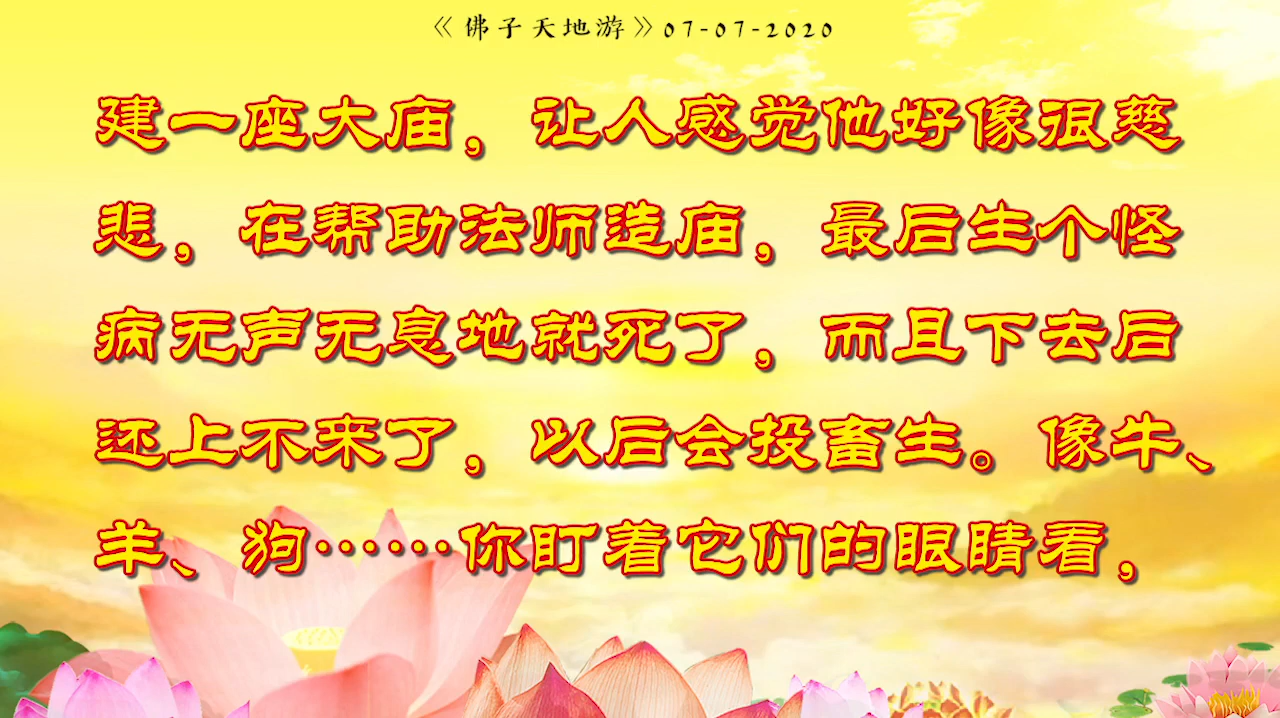 《佛子天地游》07-07-2020
建一座大庙，让人感觉他好像很慈
悲，在帮助法师造庙，最后生个怪
病无声无息地就死了，而且下去后
还上不来了，以后会投畜生。像牛、
羊、狗……你盯着它们的眼睛看，